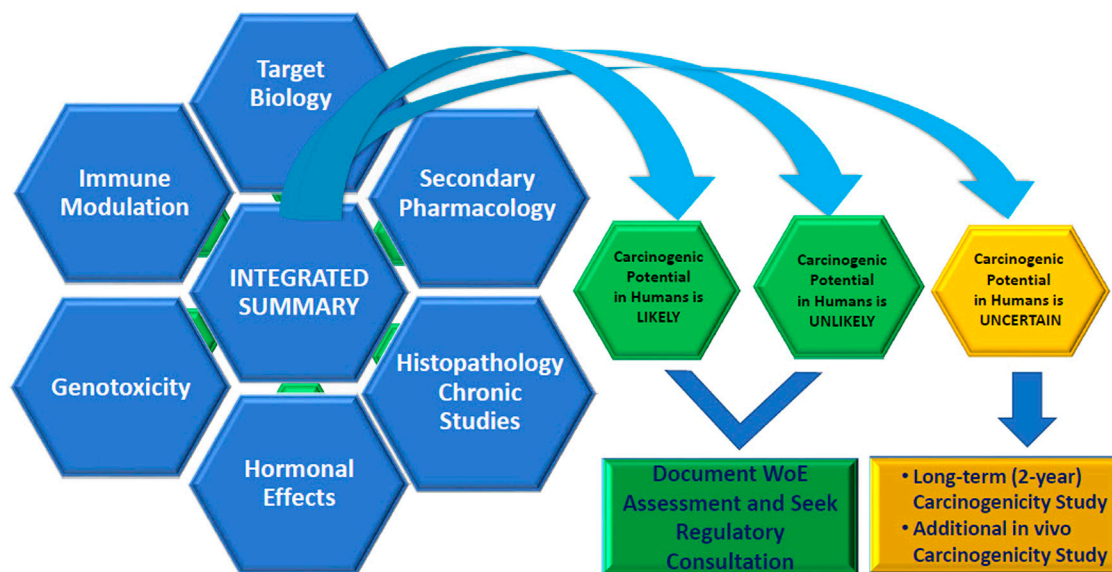 Target
Biology
Immune
Modulation
Secondary
Pharmacology
INTEGRATED
SUMMARY
Genotoxicity
Histopathology
Chronic
Studies
Hormonal
Effects
Carcinogenic
Potential
in Humans is
LIKELY
Carcinogenic
Potential
in Humans is
UNLIKELY
Carcinogenic
Potential
in Humans is
UNCERTAIN
Document WoE
Assessment and Seek
Regulatory
Consultation
• Long-term (2-year)
Carcinogenicity Study
• Additional in vivo
Carcinogenicity Study